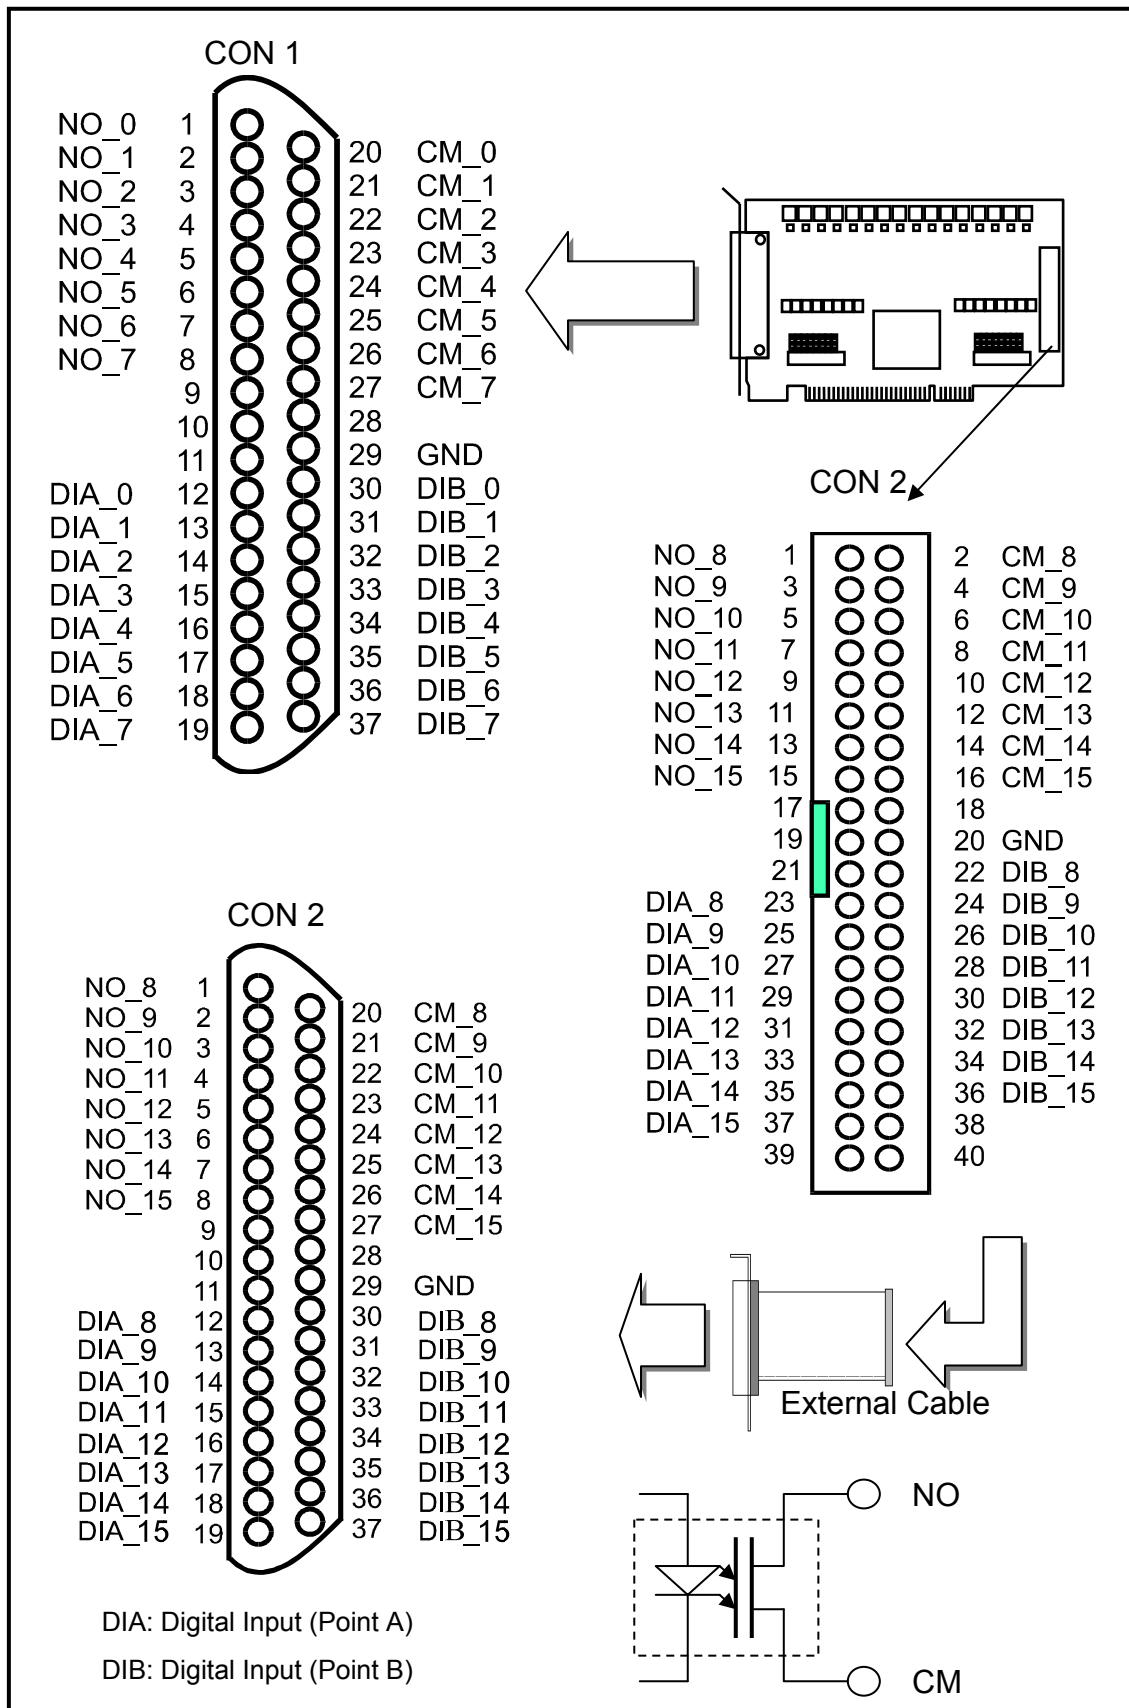 CON 1
NO_0 1
NO_1 2
NO_2 3
NO_3 4
NO_4 5
NO_5 6
NO_6 7
NO_7 8
9
10
11
DIA_0 12
DIA_1 13
DIA_2 14
DIA_3 15
DIA_4 16
DIA_5 17
DIA_6 18
DIA_7 19
20 CM_0
21 CM_1
22 CM_2
23 CM_3
24 CM_4
25 CM_5
26 CM_6
27 CM_7
28
29 GND
30 DIB_0
31 DIB_1
32 DIB_2
33 DIB_3
34 DIB_4
35 DIB_5
36 DIB_6
37 DIB_7
CON 2
NO_8 1 2 CM_8
NO_9 3 4 CM_9
NO_10 5 6 CM_10
NO_11 7 8 CM_11
NO_12 9 10 CM_12
NO_13 11 12 CM_13
NO_14 13 14 CM_14
NO_15 15 16 CM_15
17 18
19 20 GND
21 22 DIB_8
DIA_8 23 24 DIB_9
DIA_9 25 26 DIB_10
DIA_10 27 28 DIB_11
DIA_11 29 30 DIB_12
DIA_12 31 32 DIB_13
DIA_13 33 34 DIB_14
DIA_14 35 36 DIB_15
DIA_15 37 38
39 40
CON 2
NO_8 1
NO_9 2
NO_10 3
NO_11 4
NO_12 5
NO_13 6
NO_14 7
NO_15 8
9
10
11
DIA_8 12
DIA_9 13
DIA_10 14
DIA_11 15
DIA_12 16
DIA_13 17
DIA_14 18
DIA_15 19
20 CM_8
21 CM_9
22 CM_10
23 CM_11
24 CM_12
25 CM_13
26 CM_14
27 CM_15
28
29 GND
30 DIB_8
31 DIB_9
32 DIB_10
33 DIB_11
34 DIB_12
35 DIB_13
36 DIB_14
37 DIB_15
External Cable
NO
CM
DIA: Digital Input (Point A)
DIB: Digital Input (Point B)